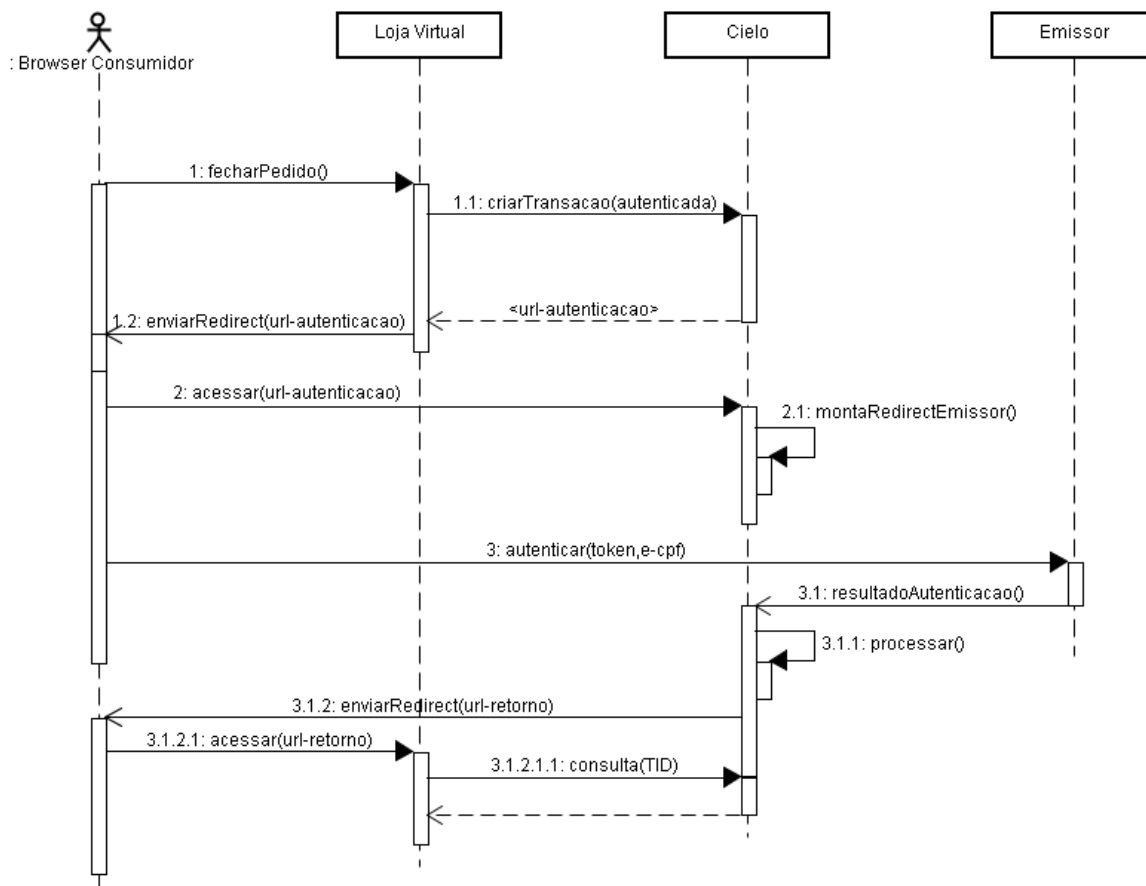 Loja Virtual
Cielo
Emissor
: Browser Consumidor
1: fecharPedido()
1.1: criarTransacao(autenticada)
<url-autenticacao>
1.2: enviarRedirect(url-autenticacao)
2: acessar(url-autenticacao)
2.1: montaRedirectEmissor()
3: autenticar(token,e-cpf)
3.1: resultadoAutenticacao()
3.1.1: processar()
3.1.2: enviarRedirect(url-retorno)
3.1.2.1: acessar(url-retorno)
3.1.2.1.1: consulta(TID)